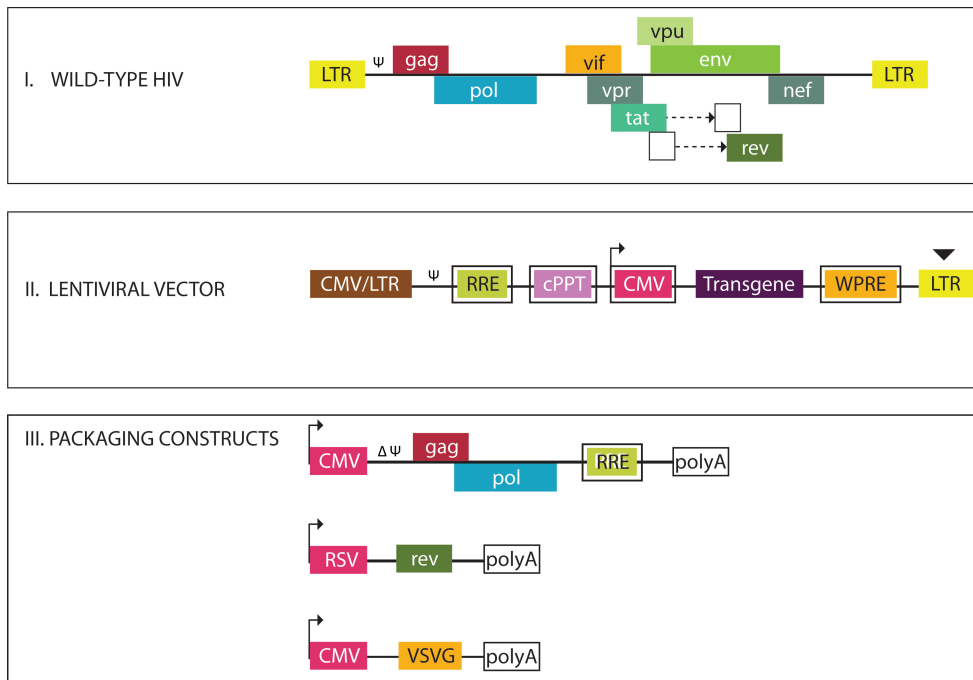 I. WILD-TYPE HIV
vpu
gag vif env
Ψ
LTR LTR
pol vpr nef
tat
rev
II. LENTIVIRAL VECTOR
Ψ
CMV/LTR RRE cPPT CMV Transgene WPRE LTR
III. PACKAGING CONSTRUCTS
Δ Ψ gag
CMV RRE polyA
pol
RSV rev polyA
CMV VSVG polyA